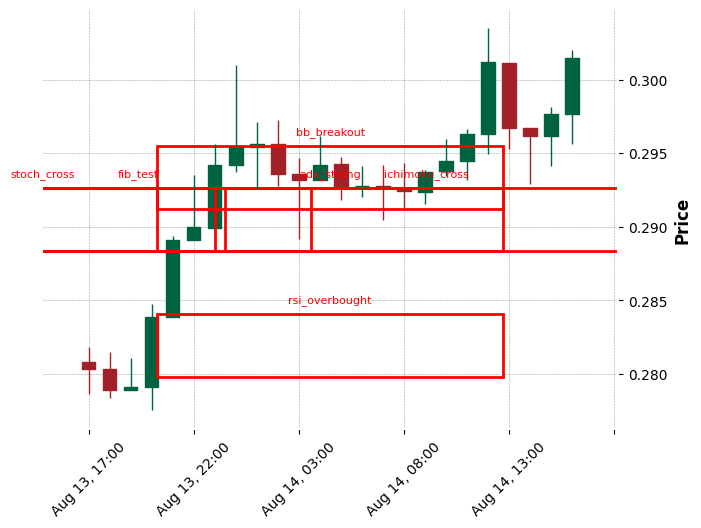 bb_breakout
stoch_cross
fib_test
adx_strong
ichimoku_cross
rsi_overbought
0.300
0.295
0.290
0.285
0.280
Price
Aug 13, 17:00
Aug 13, 22:00
Aug 14, 03:00
Aug 14, 08:00
Aug 14, 13:00